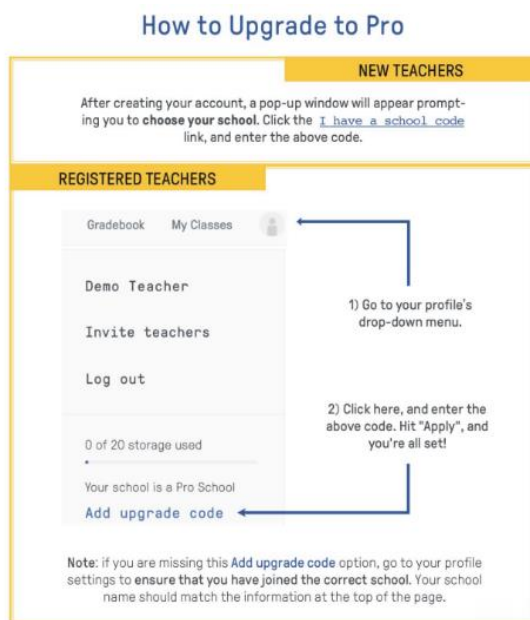 How to Upgrade to Pro
NEW TEACHERS
After creating your account, a pop-up window will appear prompt-
ing you to choose your school. Click the I have a school code
link, and enter the above code.
REGISTERED TEACHERS
Gradebook My Classes
Demo Teacher
Invite teachers
Log out
0 of 20 storage used
Your school is a Pro School
Add upgrade code
1) Go to your profile's
drop-down menu.
2) Click here, and enter the
above code. Hit "Apply", and
you're all set!
Note: if you are missing this Add upgrade code option, go to your profile
settings to ensure that you have joined the correct school. Your school
name should match the information at the top of the page.